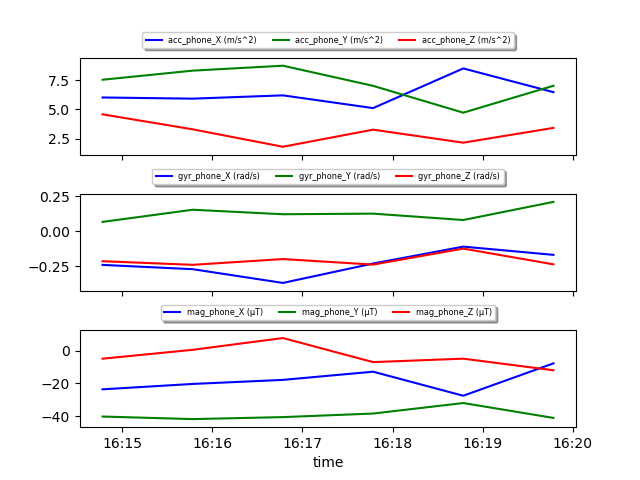 acc_phone_X (m/s^2) acc_phone_Y (m/s^2) acc_phone_Z (m/s^2)
7.5
5.0
2.5
gyr_phone_X (rad/s) gyr_phone_Y (rad/s) gyr_phone_Z (rad/s)
0.25
0.00
−0.25
mag_phone_X (μT) mag_phone_Y (μT) mag_phone_Z (μT)
0
−20
−40
16:15 16:16 16:17 16:18 16:19 16:20
time